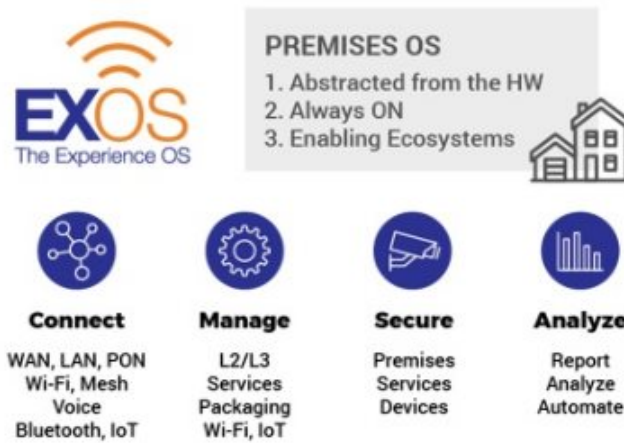 EXOS
The Experience OS
PREMISES OS
1. Abstracted from the HW
2. Always ON
3. Enabling Ecosystems
Connect
WAN, LAN, PON
Wi-Fi, Mesh
Voice
Bluetooth, IoT
Manage
L2/L3
Services
Packaging
Wi-Fi, IoT
Secure
Premises
Services
Devices
Analyze
Report
Analyze
Automate